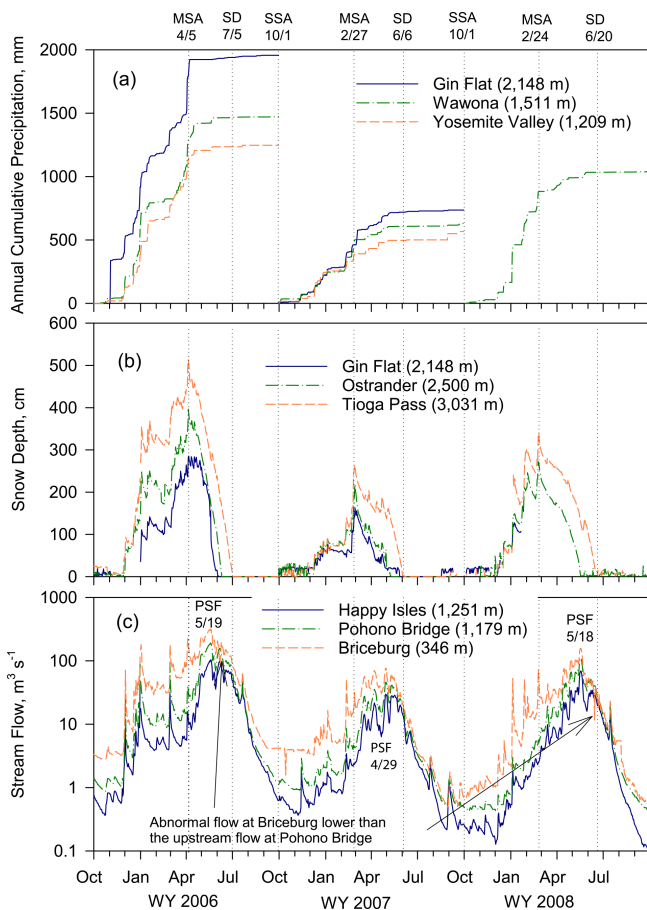 MSA SD SSA MSA SD SSA MSA SD
4/5 7/5 10/1 2/27 6/6 10/1 2/24 6/20
Annual Cumulative Precipitation, mm
2000
1500
1000
500
0
(a)
Gin Flat (2,148 m)
Wawona (1,511 m)
Yosemite Valley (1,209 m)
Snow Depth, cm
600
500
400
300
200
100
0
(b)
Gin Flat (2,148 m)
Ostrander (2,500 m)
Tioga Pass (3,031 m)
Stream Flow, m³ s⁻¹
1000
100
10
1
0.1
(c)
PSF
5/19
Happy Isles (1,251 m)
Pohono Bridge (1,179 m)
Briceburg (346 m)
PSF
5/18
PSF
4/29
Abnormal flow at Briceburg lower than
the upstream flow at Pohono Bridge
Oct Jan Apr Jul Oct Jan Apr Jul Oct Jan Apr Jul
WY 2006 WY 2007 WY 2008